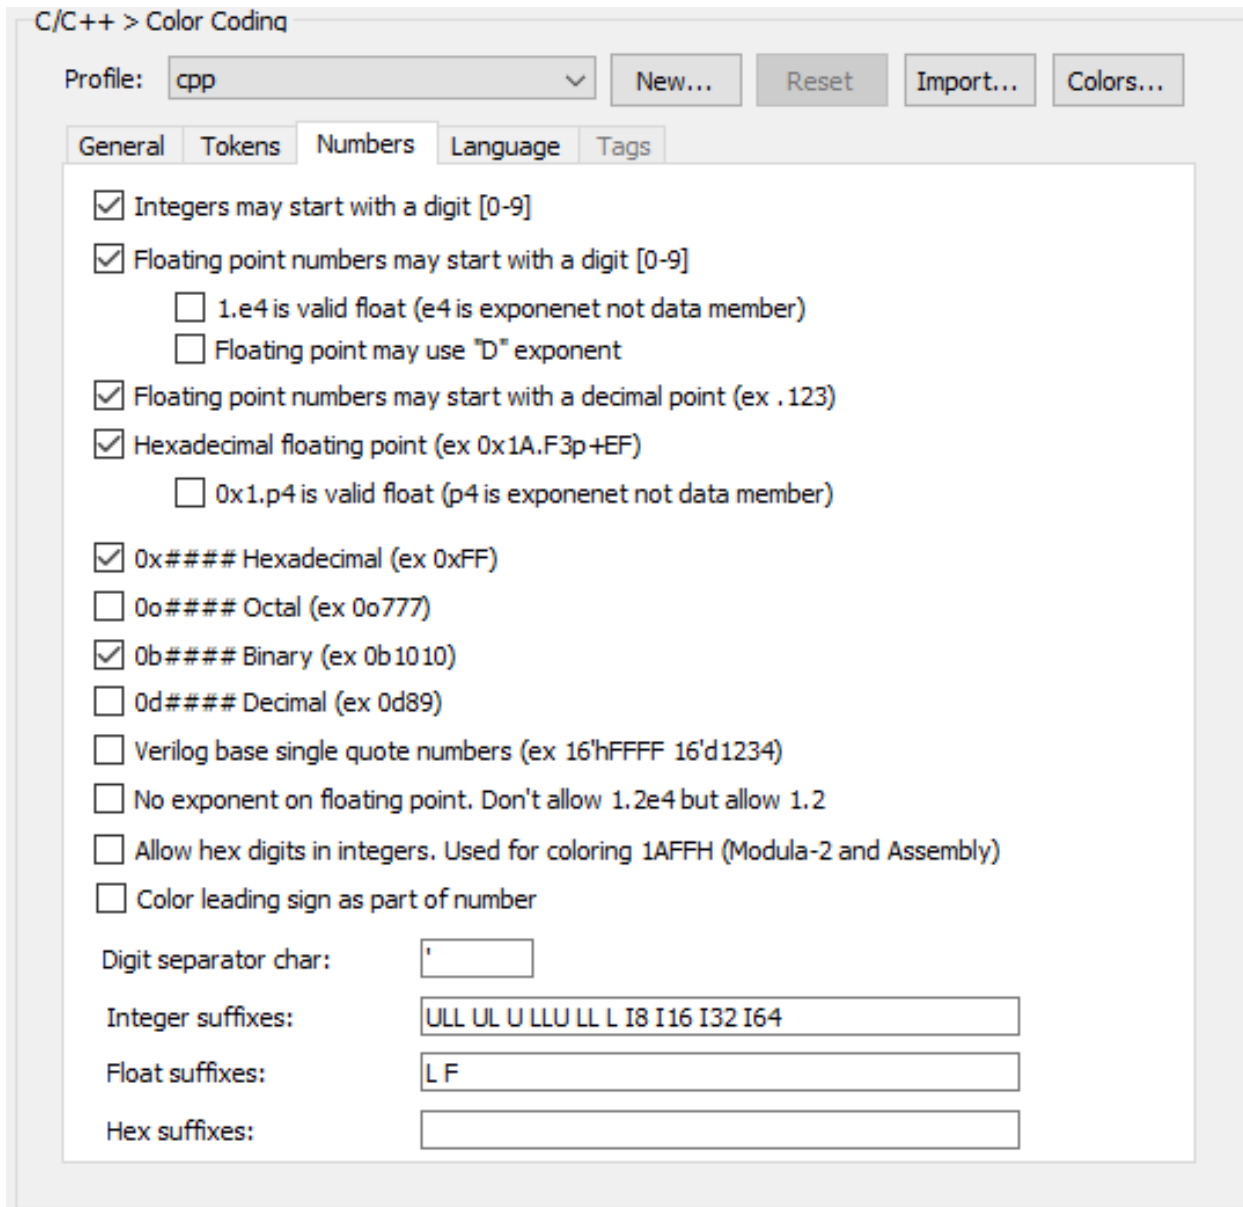 C/C++ > Color Coding
Profile: cpp New... Reset Import... Colors...
General Tokens Numbers Language Tags
Integers may start with a digit [0-9]
Floating point numbers may start with a digit [0-9]
1.e4 is valid float (e4 is exponenet not data member)
Floating point may use "D" exponent
Floating point numbers may start with a decimal point (ex .123)
Hexadecimal floating point (ex 0x1A.F3p+EF)
0x1.p4 is valid float (p4 is exponenet not data member)
0x#### Hexadecimal (ex 0xFF)
0o#### Octal (ex 0o777)
0b#### Binary (ex 0b1010)
0d#### Decimal (ex 0d89)
Verilog base single quote numbers (ex 16'hFFFF 16'd1234)
No exponent on floating point. Don't allow 1.2e4 but allow 1.2
Allow hex digits in integers. Used for coloring 1AFFH (Modula-2 and Assembly)
Color leading sign as part of number
Digit separator char: '
Integer suffixes: ULL UL U LLU LL L I8 I16 I32 I64
Float suffixes: L F
Hex suffixes: